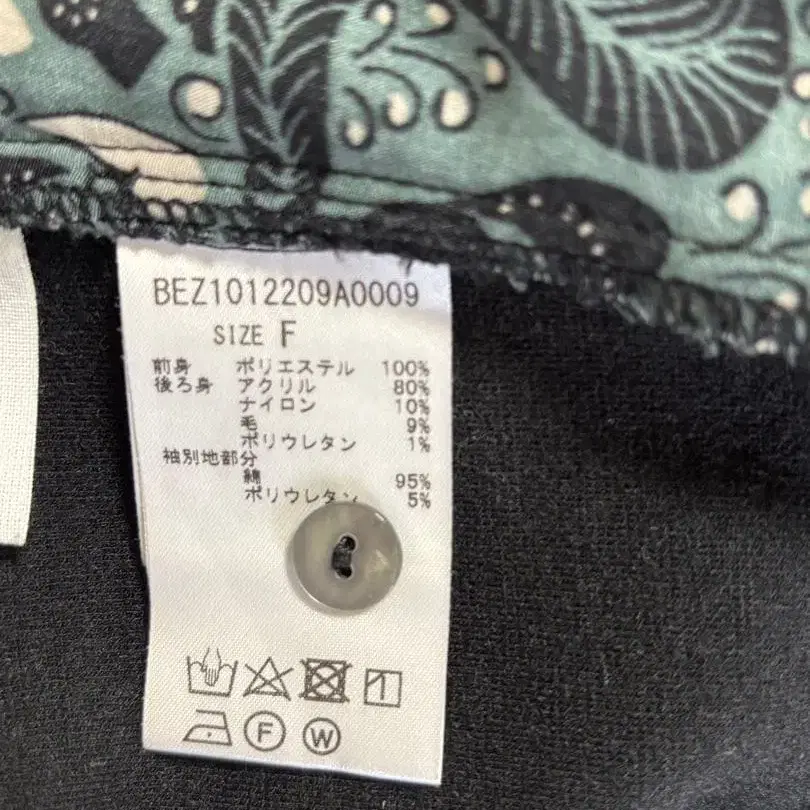 BEZ1012209A0009
SIZE F
前身 ポリエステル 100%
後ろ身 アクリル 80%
ナイロン 10%
毛 9%
ポリウレタン 1%
袖別地部分
綿 95%
ポリウレタン 5%
F W